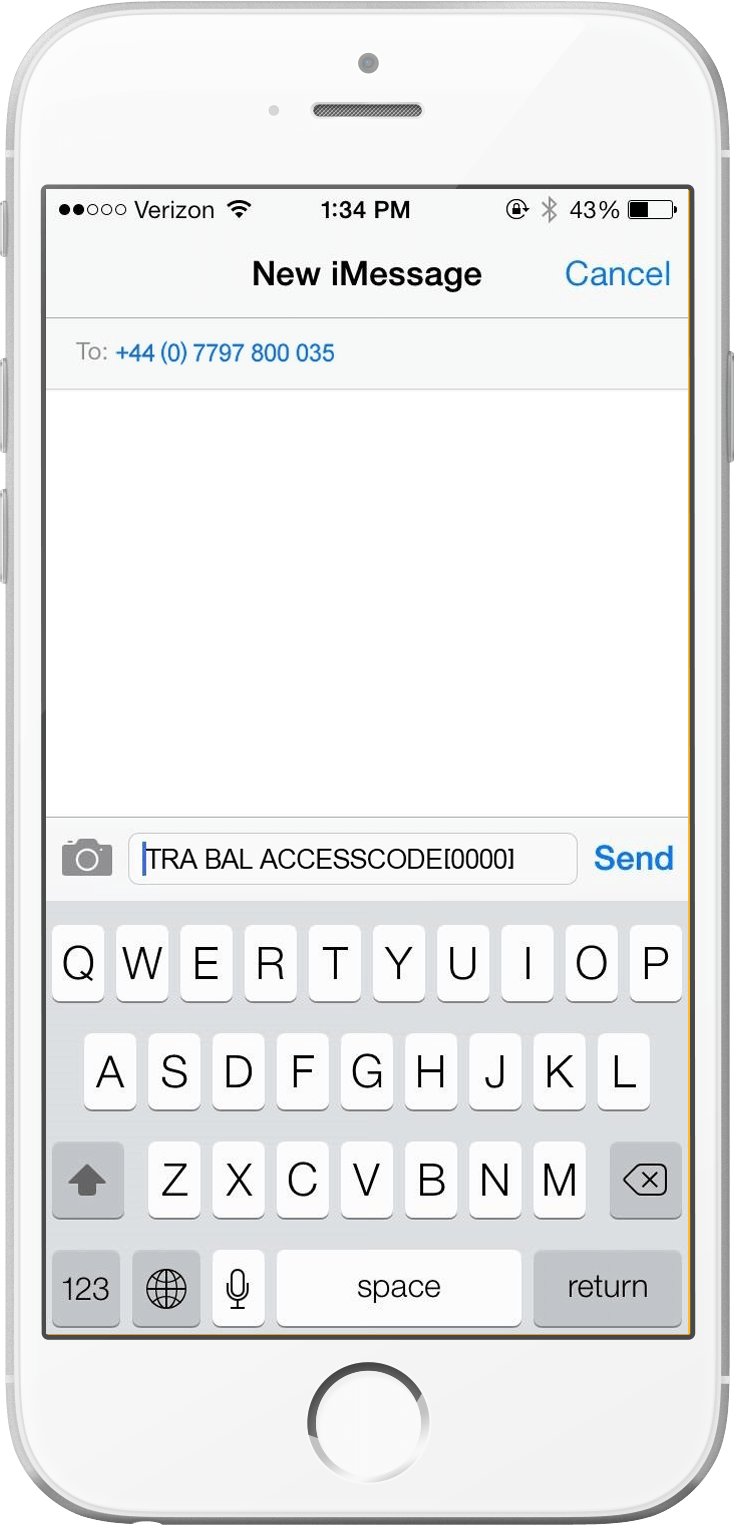 Verizon 1:34 PM 43%
New iMessage Cancel
To: +44 (0) 7797 800 035
TRA BAL ACCESSCODE[0000] Send
Q W E R T Y U I O P
A S D F G H J K L
Z X C V B N M
123 space return